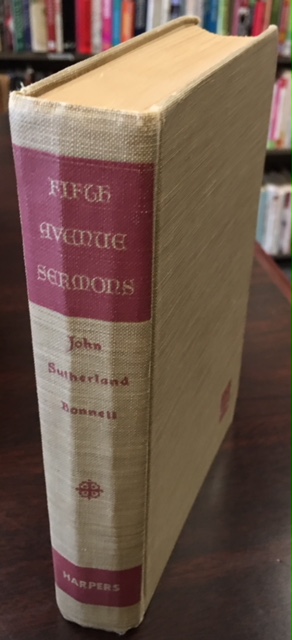 FIFTH
AVENUE
SERMONS
John
Sutherland
Bonnell
HARPERS